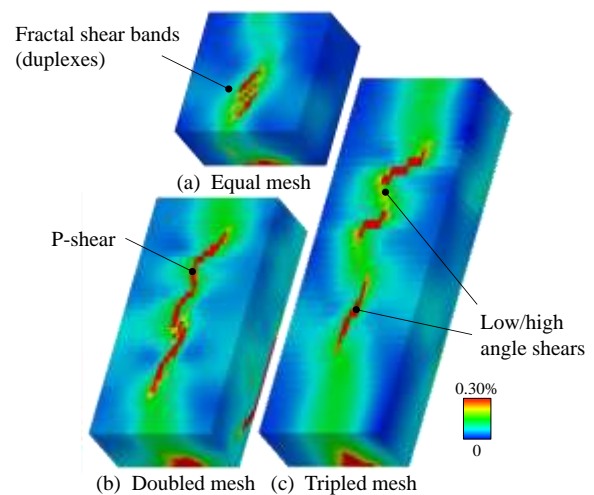 Fractal shear bands
(duplexes)
(a) Equal mesh
P-shear
Low/high
angle shears
0.30%
0
(b) Doubled mesh
(c) Tripled mesh